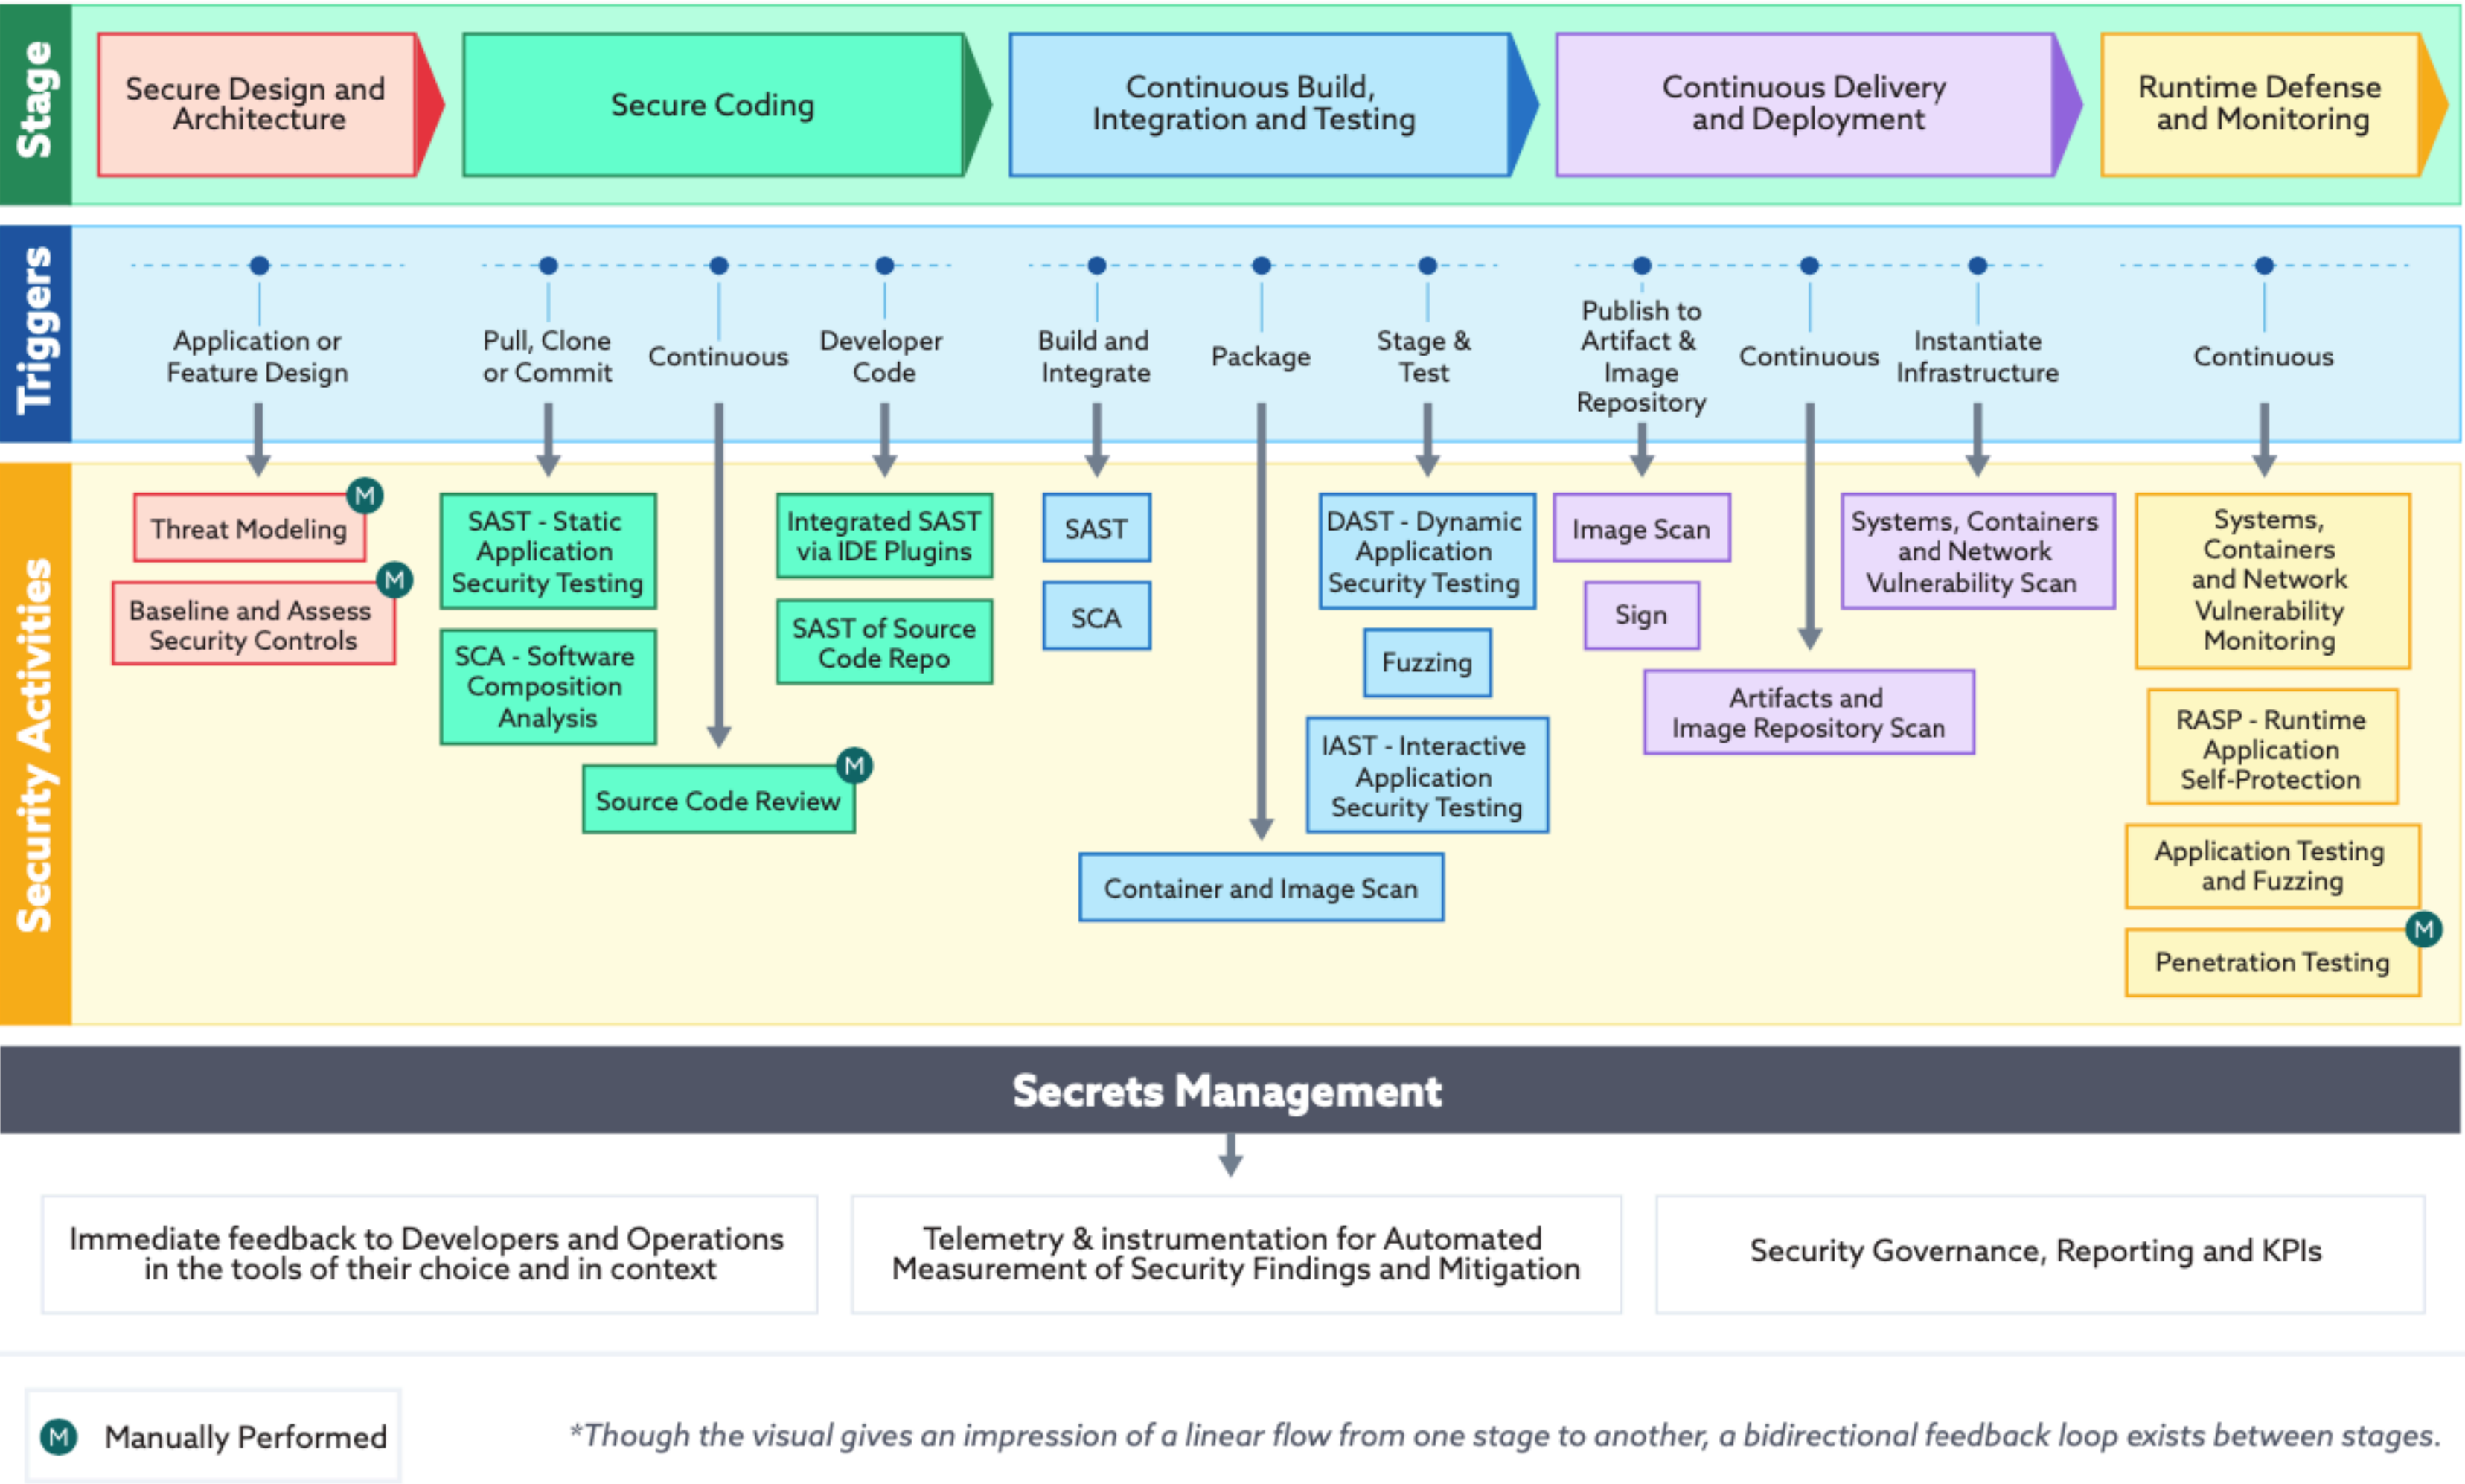 Stage
Secure Design and
Architecture
Secure Coding
Continuous Build,
Integration and Testing
Continuous Delivery
and Deployment
Runtime Defense
and Monitoring
Triggers
Application or
Feature Design
Pull, Clone
or Commit
Continuous
Developer
Code
Build and
Integrate
Package
Stage &
Test
Publish to
Artifact &
Image
Repository
Continuous
Instantiate
Infrastructure
Continuous
Security Activities
Threat Modeling
M
Baseline and Assess
Security Controls
M
SAST - Static
Application
Security Testing
SCA - Software
Composition
Analysis
Source Code Review
M
Integrated SAST
via IDE Plugins
SAST of Source
Code Repo
SAST
SCA
Container and Image Scan
DAST - Dynamic
Application
Security Testing
Fuzzing
IAST - Interactive
Application
Security Testing
Image Scan
Sign
Artifacts and
Image Repository Scan
Systems, Containers
and Network
Vulnerability Scan
Systems,
Containers
and Network
Vulnerability
Monitoring
RASP - Runtime
Application
Self-Protection
Application Testing
and Fuzzing
Penetration Testing
M
Secrets Management
Immediate feedback to Developers and Operations
in the tools of their choice and in context
Telemetry & instrumentation for Automated
Measurement of Security Findings and Mitigation
Security Governance, Reporting and KPIs
M Manually Performed
*Though the visual gives an impression of a linear flow from one stage to another, a bidirectional feedback loop exists between stages.